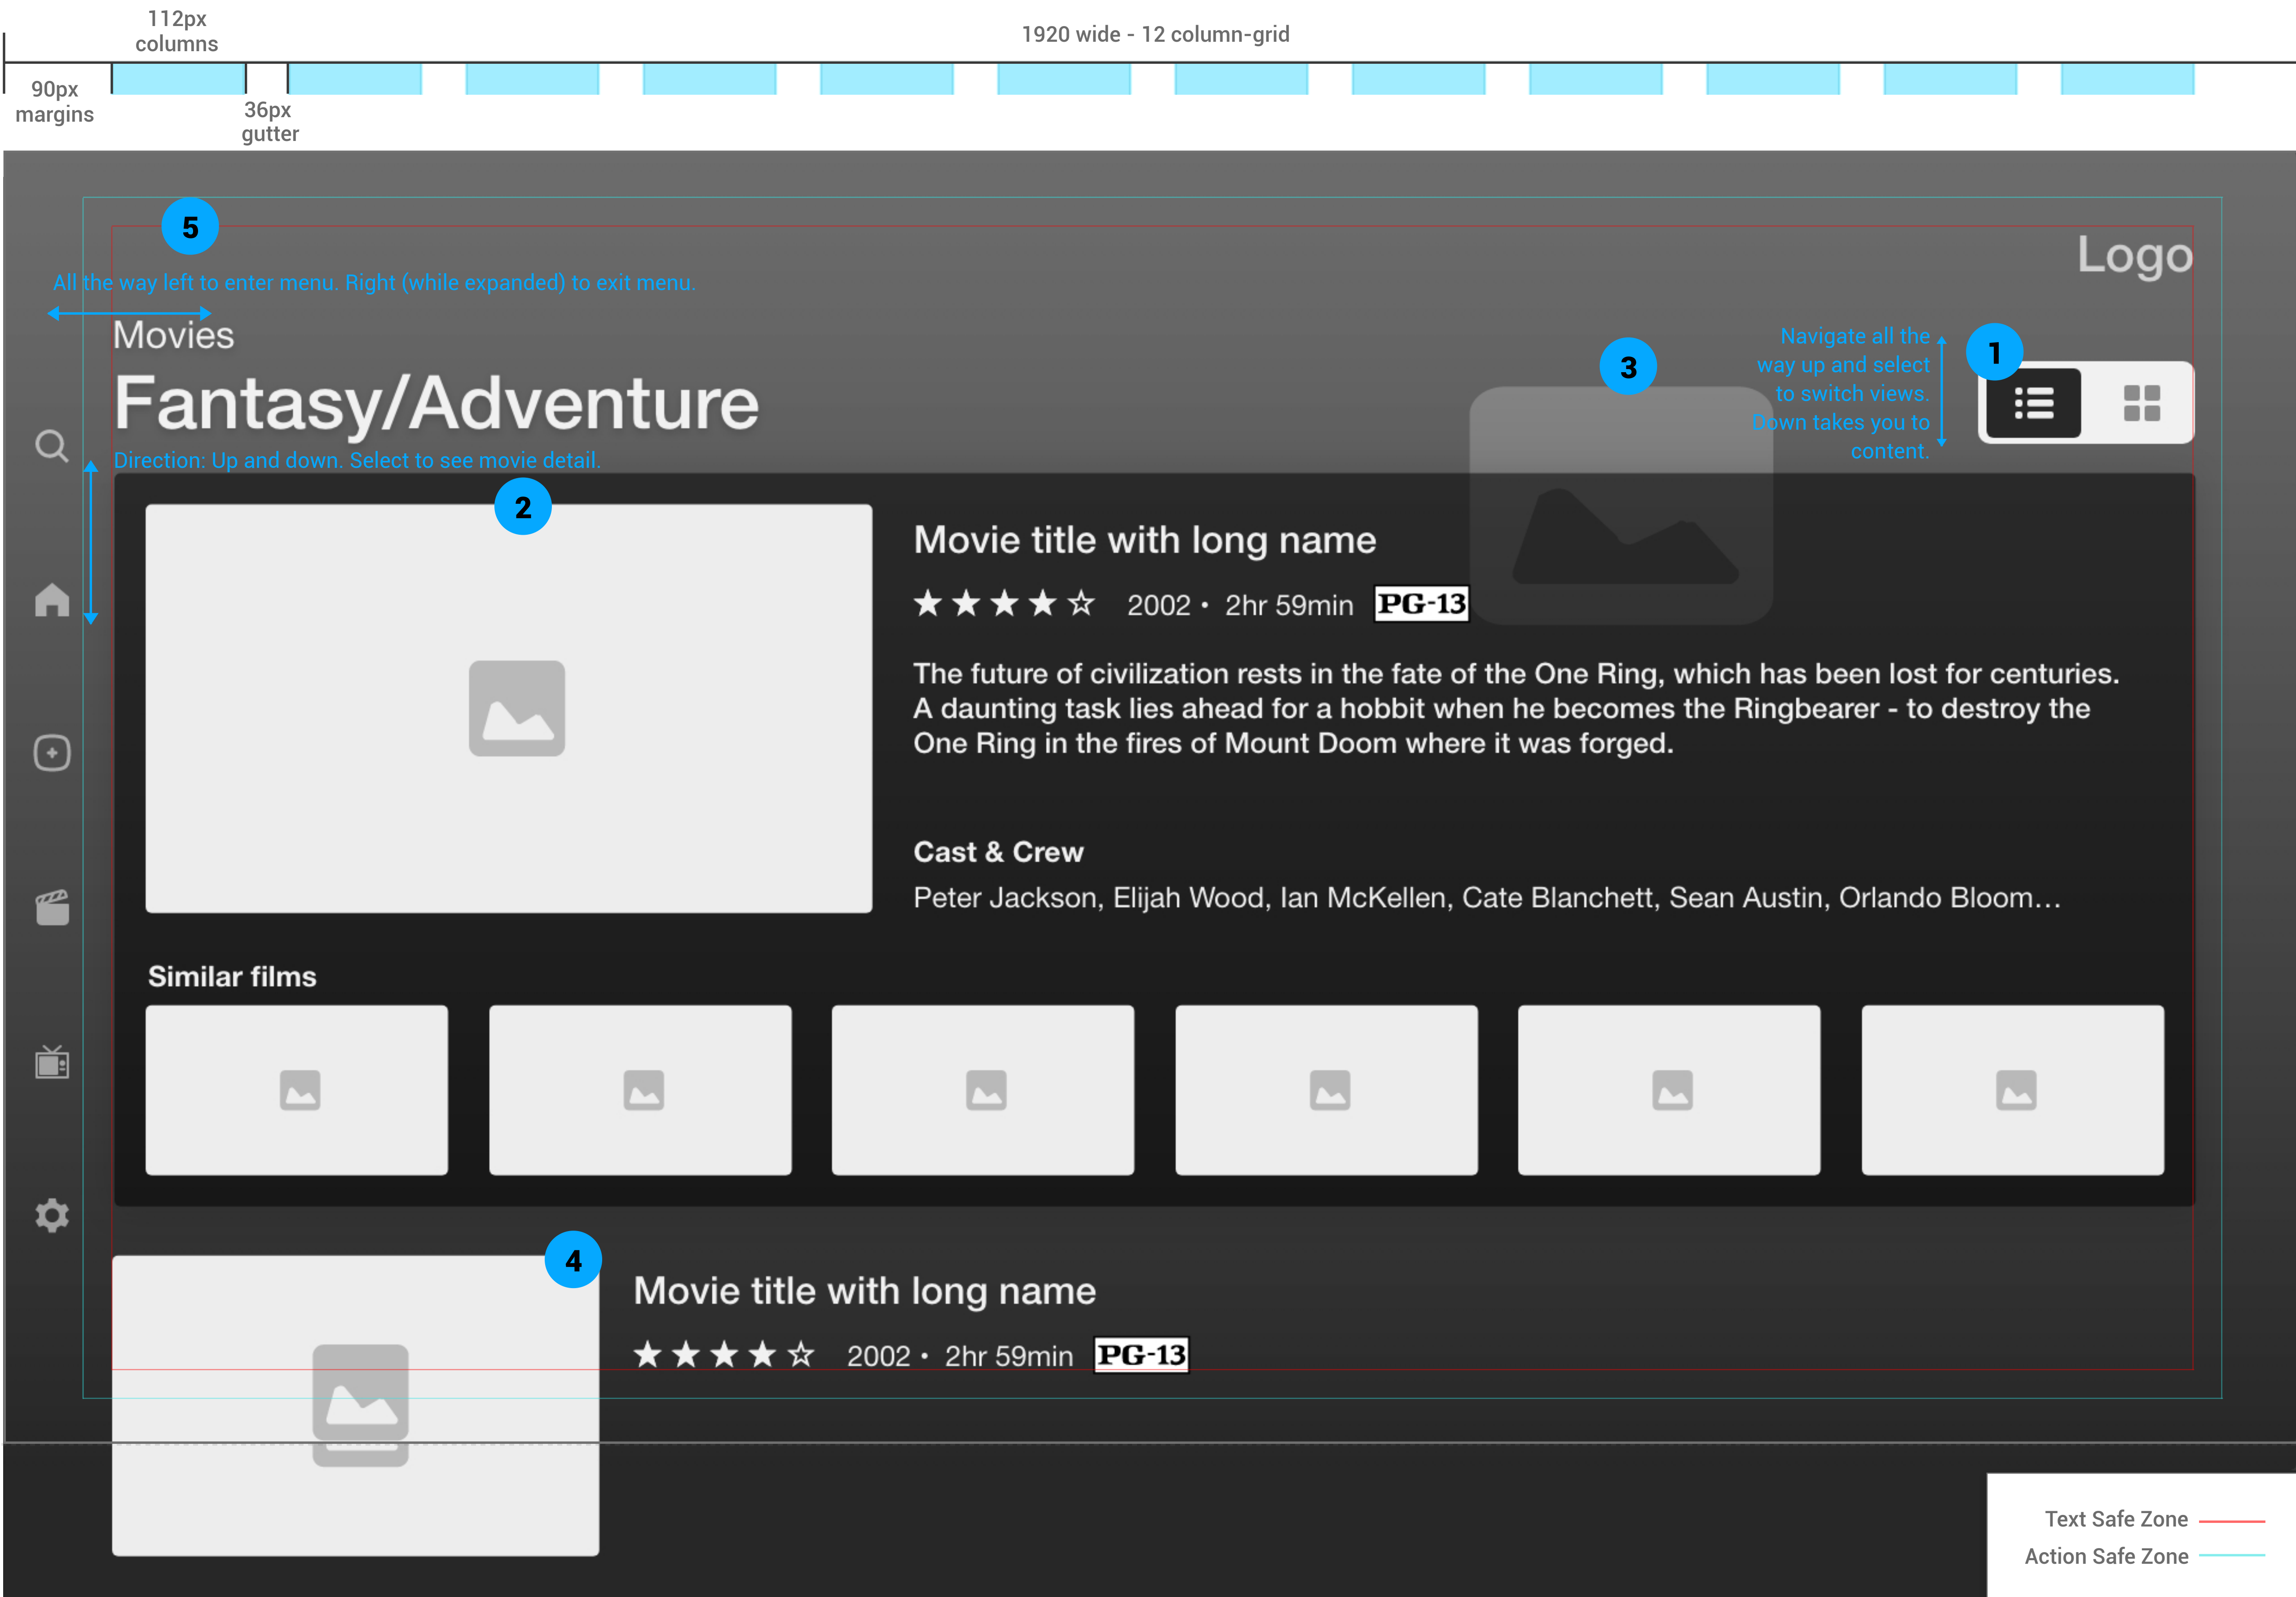 112px
columns
1920 wide - 12 column-grid
90px
margins
36px
gutter
5
All the way left to enter menu. Right (while expanded) to exit menu.
Logo
Movies
Fantasy/Adventure
Direction: Up and down. Select to see movie detail.
3
Navigate all the
way up and select
to switch views.
Down takes you to
content.
1
2
Movie title with long name
2002 • 2hr 59min PG-13
The future of civilization rests in the fate of the One Ring, which has been lost for centuries.
A daunting task lies ahead for a hobbit when he becomes the Ringbearer - to destroy the
One Ring in the fires of Mount Doom where it was forged.
Cast & Crew
Peter Jackson, Elijah Wood, Ian McKellen, Cate Blanchett, Sean Austin, Orlando Bloom…
Similar films
4
Movie title with long name
2002 • 2hr 59min PG-13
Text Safe Zone
Action Safe Zone